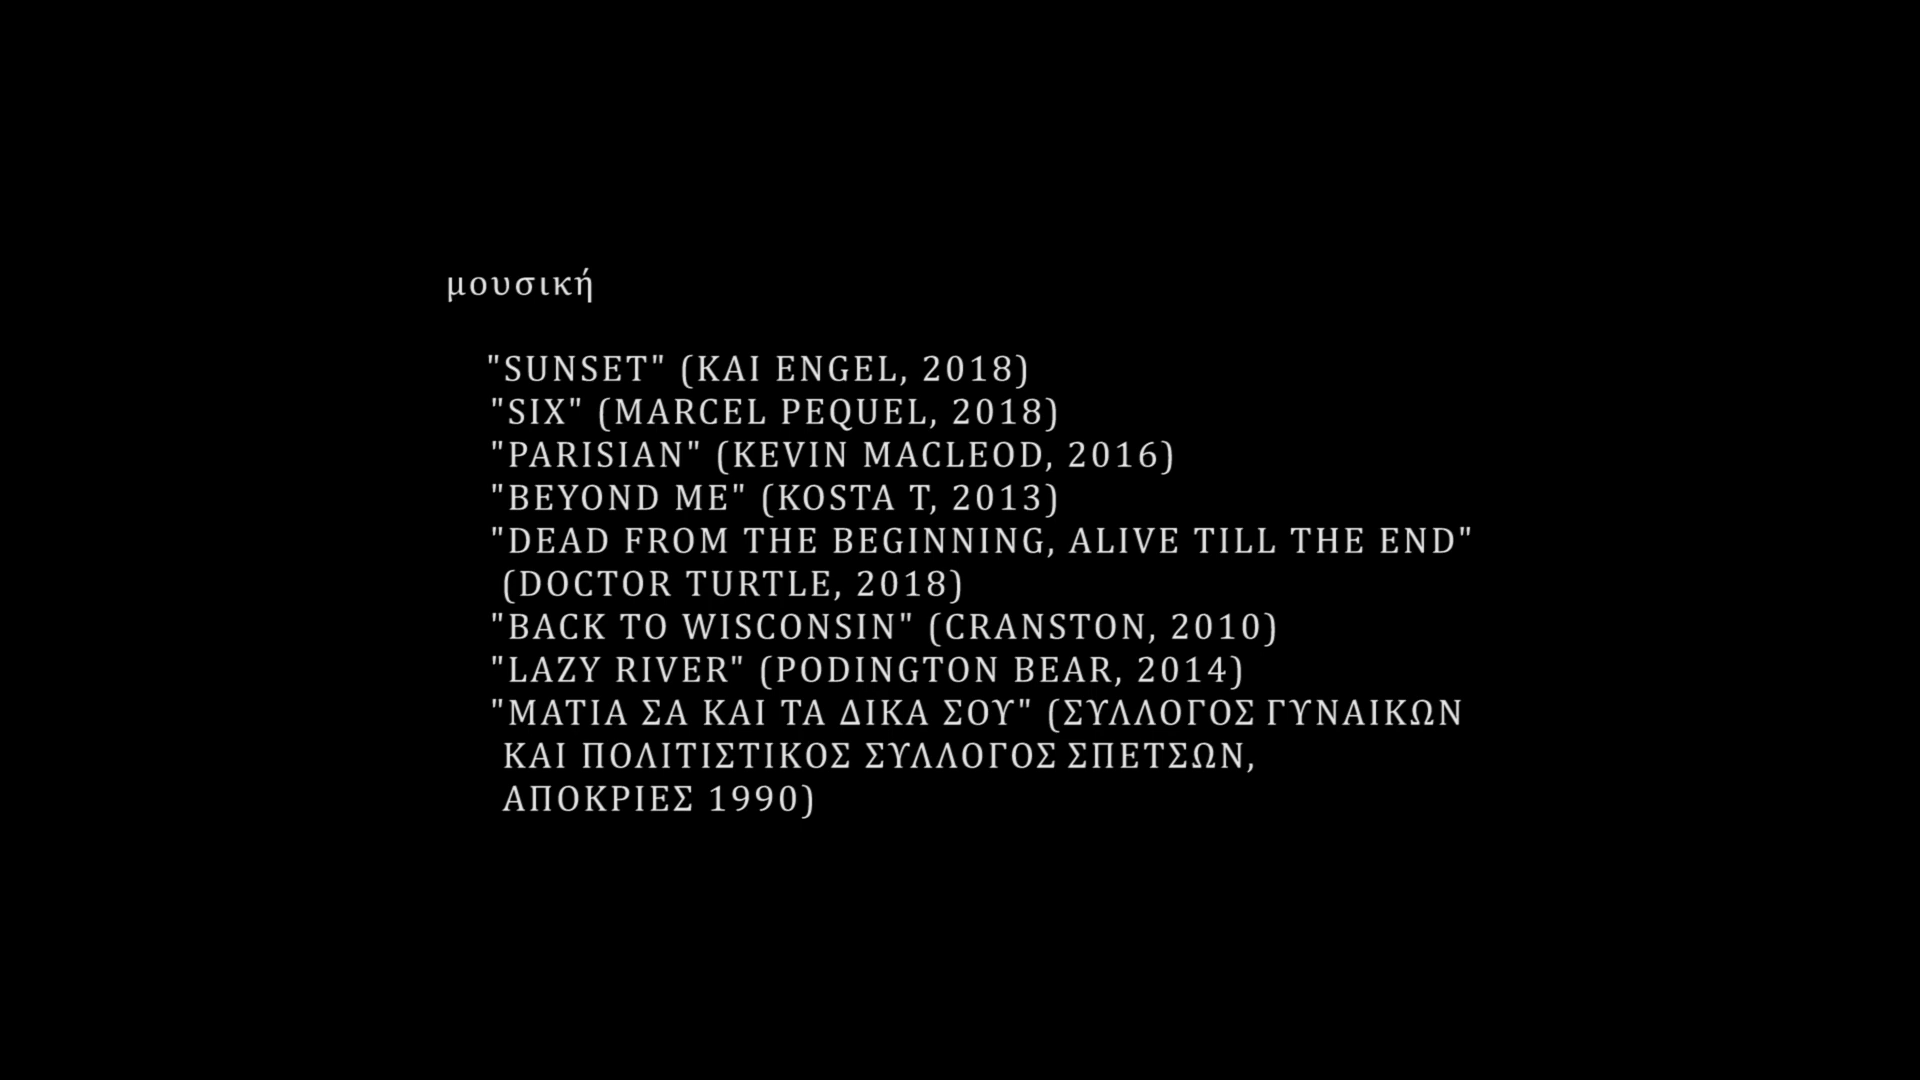 μουσική
"SUNSET" (KAI ENGEL, 2018)
"SIX" (MARCEL PEQUEL, 2018)
"PARISIAN" (KEVIN MACLEOD, 2016)
"BEYOND ME" (KOSTA T, 2013)
"DEAD FROM THE BEGINNING, ALIVE TILL THE END"
(DOCTOR TURTLE, 2018)
"BACK TO WISCONSIN" (CRANSTON, 2010)
"LAZY RIVER" (PODINGTON BEAR, 2014)
"ΜΑΤΙΑ ΣΑ ΚΑΙ ΤΑ ΔΙΚΑ ΣΟΥ" (ΣΥΛΛΟΓΟΣ ΓΥΝΑΙΚΩΝ
ΚΑΙ ΠΟΛΙΤΙΣΤΙΚΟΣ ΣΥΛΛΟΓΟΣ ΣΠΕΤΣΩΝ,
ΑΠΟΚΡΙΕΣ 1990)